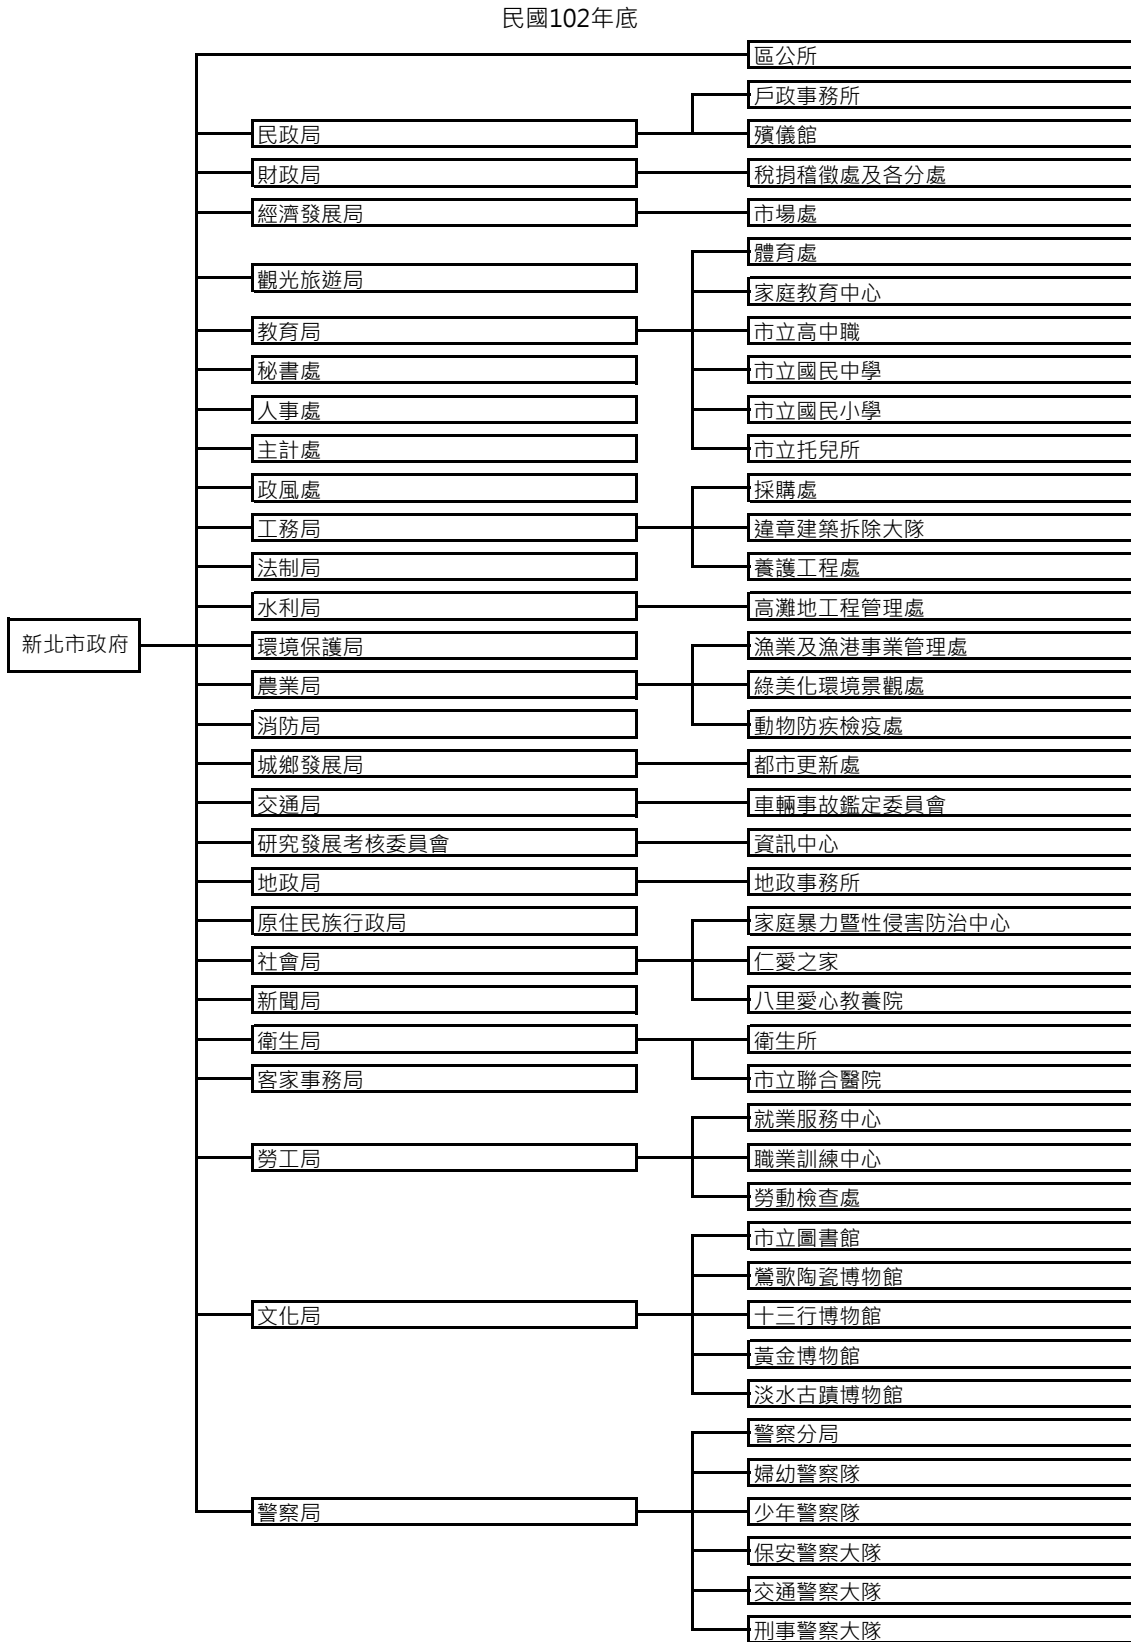 民國102年底
區公所
戶政事務所
民政局
殯儀館
財政局
稅捐稽徵處及各分處
經濟發展局
市場處
體育處
觀光旅遊局
家庭教育中心
教育局
市立高中職
秘書處
市立國民中學
人事處
市立國民小學
主計處
市立托兒所
政風處
採購處
工務局
違章建築拆除大隊
法制局
養護工程處
水利局
高灘地工程管理處
新北市政府
環境保護局
漁業及漁港事業管理處
農業局
綠美化環境景觀處
消防局
動物防疾檢疫處
城鄉發展局
都市更新處
交通局
車輛事故鑑定委員會
研究發展考核委員會
資訊中心
地政局
地政事務所
原住民族行政局
家庭暴力暨性侵害防治中心
社會局
仁愛之家
新聞局
八里愛心教養院
衛生局
衛生所
客家事務局
市立聯合醫院
就業服務中心
勞工局
職業訓練中心
勞動檢查處
市立圖書館
鶯歌陶瓷博物館
文化局
十三行博物館
黃金博物館
淡水古蹟博物館
警察分局
婦幼警察隊
警察局
少年警察隊
保安警察大隊
交通警察大隊
刑事警察大隊